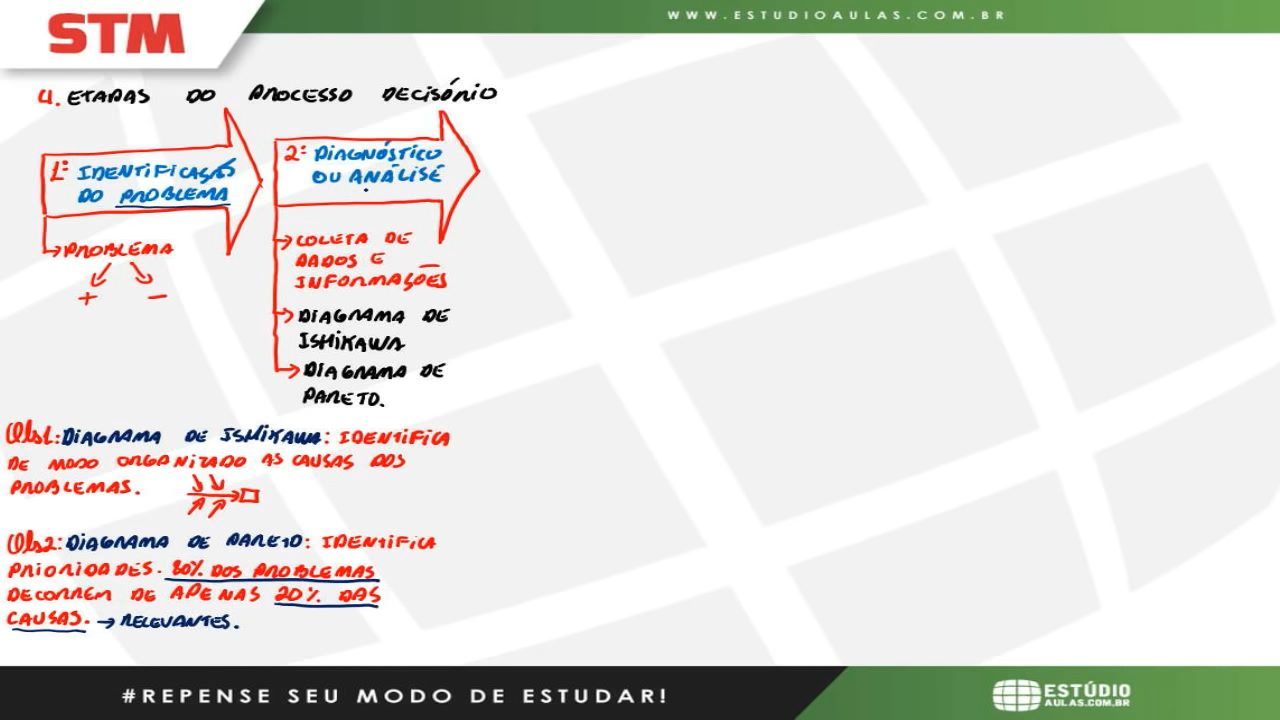 WWW.ESTUDIOAULAS.COM.BR
STM
4. ETAPAS DO PROCESSO DECISÓRIO
1ª IDENTIFICAÇÃO
DO PROBLEMA
PROBLEMA
+ -
2ª DIAGNÓSTICO
OU ANÁLISE
COLETA DE
DADOS E
INFORMAÇÕES
DIAGRAMA DE
ISHIKAWA
DIAGRAMA DE
PARETO.
Obs1: DIAGRAMA DE ISHIKAWA: IDENTIFICA
DE MODO ORGANIZADO AS CAUSAS DOS
PROBLEMAS.
Obs2: DIAGRAMA DE PARETO: IDENTIFICA
PRIORIDADES. 80% DOS PROBLEMAS
DECORREM DE APENAS 20% DAS
CAUSAS. → RELEVANTES.
#REPENSE SEU MODO DE ESTUDAR!
ESTÚDIO
AULAS.COM.BR